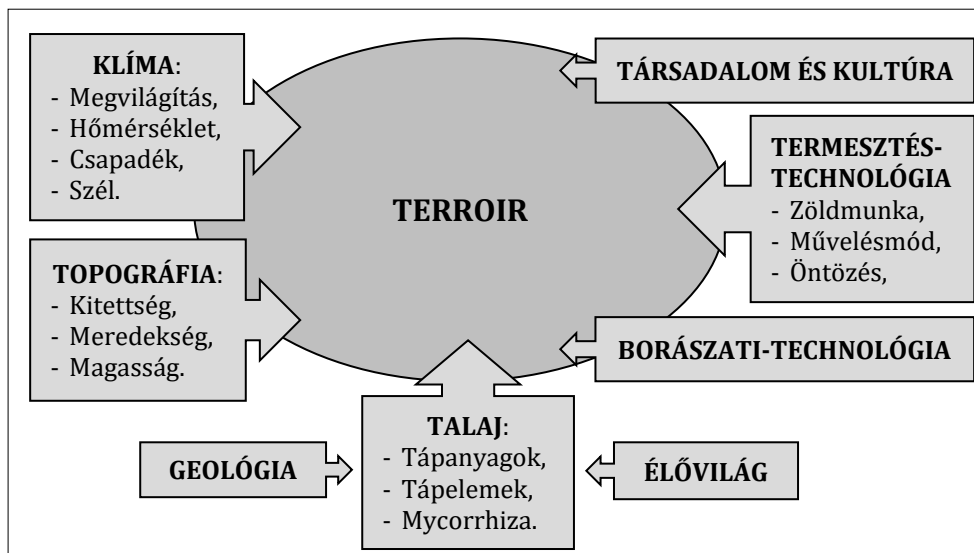 KLÍMA:
- Megvilágítás,
- Hőmérséklet,
- Csapadék,
- Szél.
TOPOGRÁFIA:
- Kitettség,
- Meredekség,
- Magasság.
TERROIR
TÁRSADALOM ÉS KULTÚRA
TERMESZTÉS-
TECHNOLÓGIA
- Zöldmunka,
- Művelésmód,
- Öntözés,
BORÁSZATI-TECHNOLÓGIA
GEOLÓGIA
TALAJ:
- Tápanyagok,
- Tápelemek,
- Mycorrhiza.
ÉLŐVILÁG